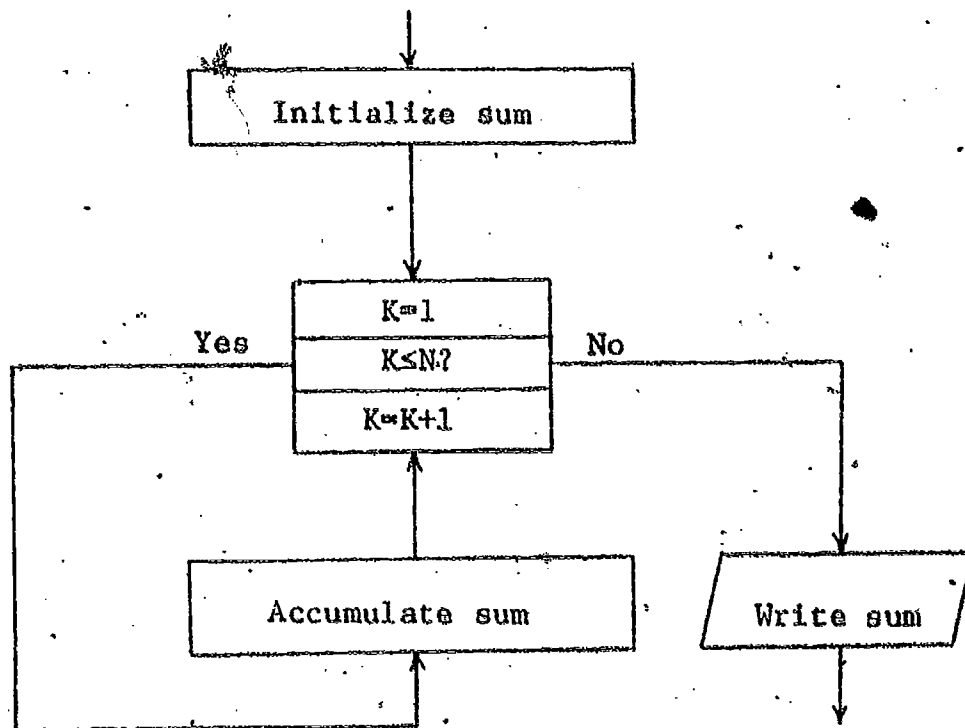 Initialize sum
K=1
Yes
K≤N?
No
K=K+1
Accumulate sum
Write sum